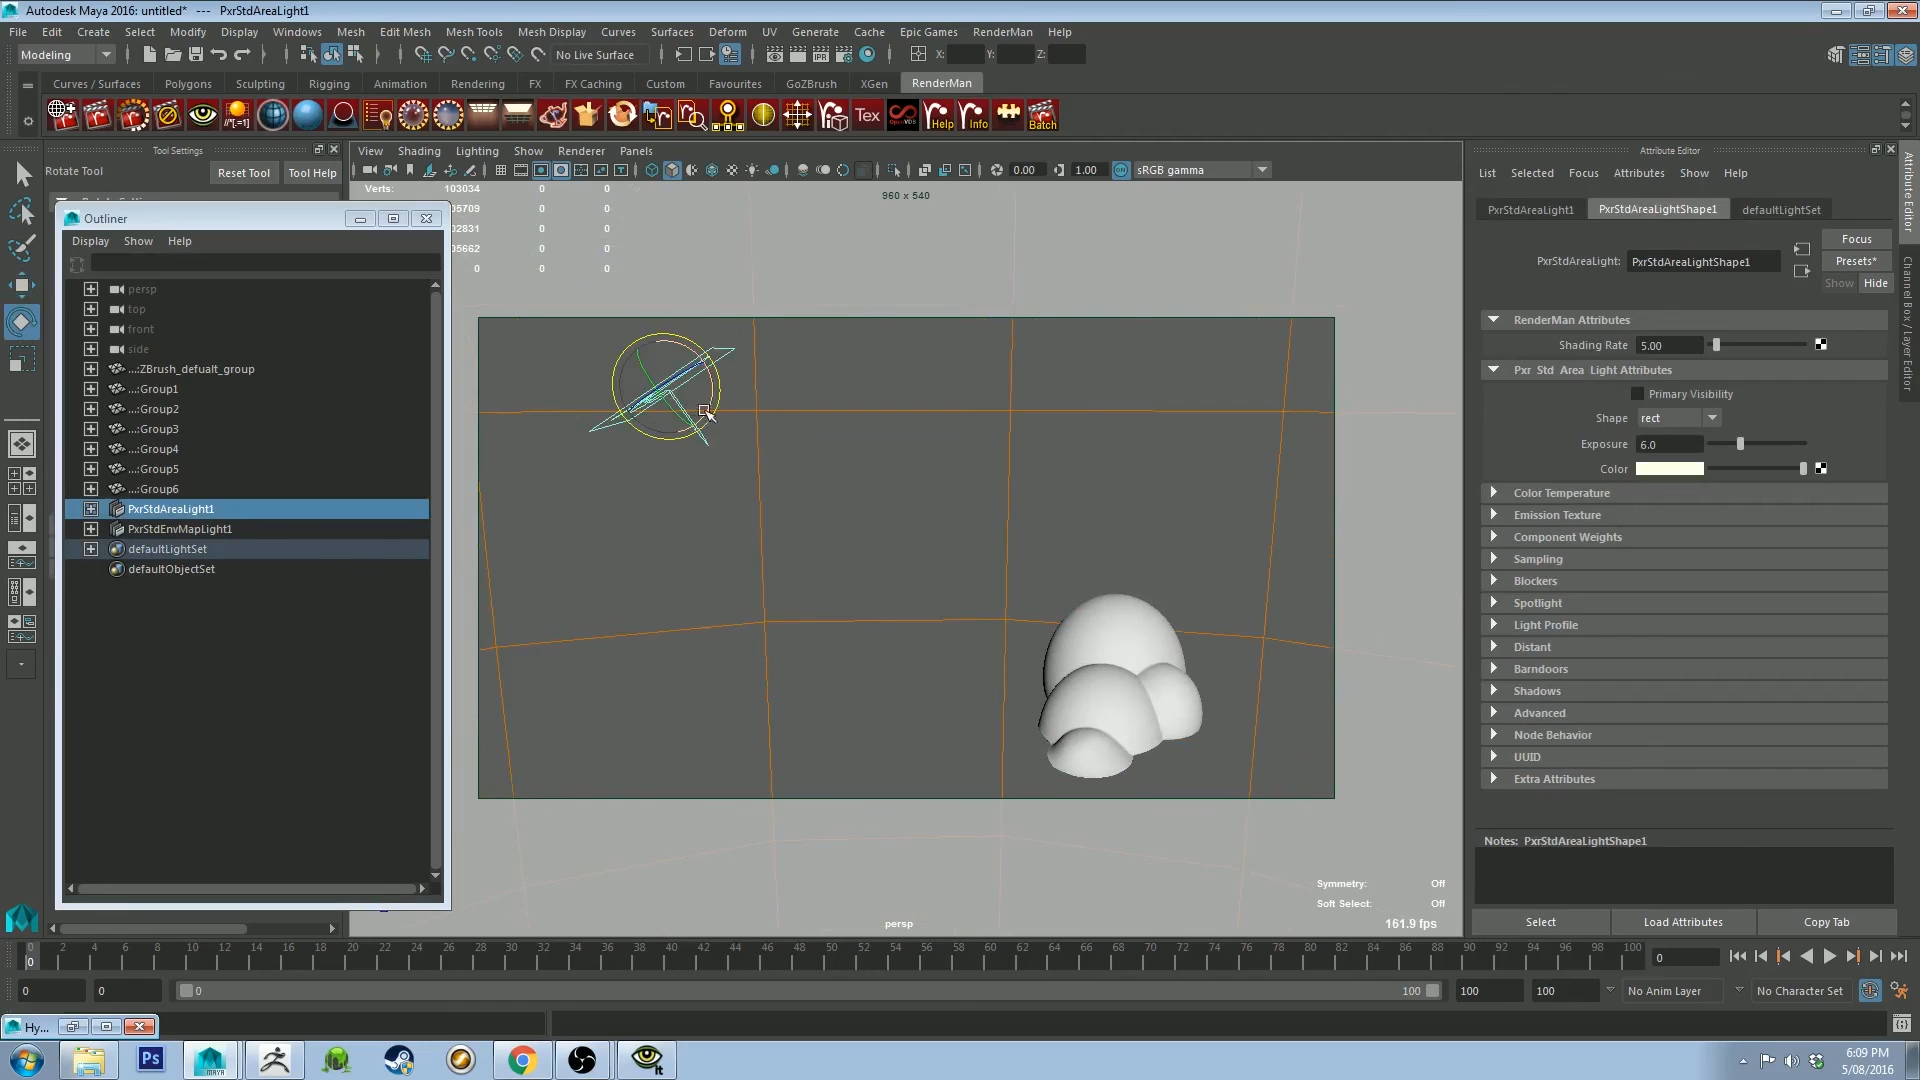 Autodesk Maya 2016: untitled*   ---   PxrStdAreaLight1
File Edit Create Select Modify Display Windows Mesh Edit Mesh Mesh Tools Mesh Display Curves Surfaces Deform UV Generate Cache Epic Games RenderMan Help
Modeling No Live Surface X: Y: Z:
Curves / Surfaces Polygons Sculpting Rigging Animation Rendering FX FX Caching Custom Favourites GoZBrush XGen RenderMan
Tex Help Info Batch
Tool Settings
Rotate Tool Reset Tool Tool Help
Outliner
Display Show Help
persp
top
front
side
...:ZBrush_defualt_group
...:Group1
...:Group2
...:Group3
...:Group4
...:Group5
...:Group6
PxrStdAreaLight1
PxrStdEnvMapLight1
defaultLightSet
defaultObjectSet
View Shading Lighting Show Renderer Panels
0.00 1.00 sRGB gamma
Verts: 103034 0 0
05709 0 0
02831 0 0
05662 0 0
0 0 0
960 x 540
Symmetry: Off
Soft Select: Off
persp
161.9 fps
Attribute Editor
List Selected Focus Attributes Show Help
PxrStdAreaLight1 PxrStdAreaLightShape1 defaultLightSet
PxrStdAreaLight: PxrStdAreaLightShape1
Focus
Presets*
Show Hide
RenderMan Attributes
Shading Rate 5.00
Pxr Std Area Light Attributes
Primary Visibility
Shape rect
Exposure 6.0
Color
Color Temperature
Emission Texture
Component Weights
Sampling
Blockers
Spotlight
Light Profile
Distant
Barndoors
Shadows
Advanced
Node Behavior
UUID
Extra Attributes
Notes: PxrStdAreaLightShape1
Select Load Attributes Copy Tab
Attribute Editor
Channel Box / Layer Editor
0 2 4 6 8 10 12 14 16 18 20 22 24 26 28 30 32 34 36 38 40 42 44 46 48 50 52 54 56 58 60 62 64 66 68 70 72 74 76 78 80 82 84 86 88 90 92 94 96 98 100
0 0
0 0 0 100 100 100 No Anim Layer No Character Set
Hy...
Ps MAYA it
6:09 PM
5/08/2016